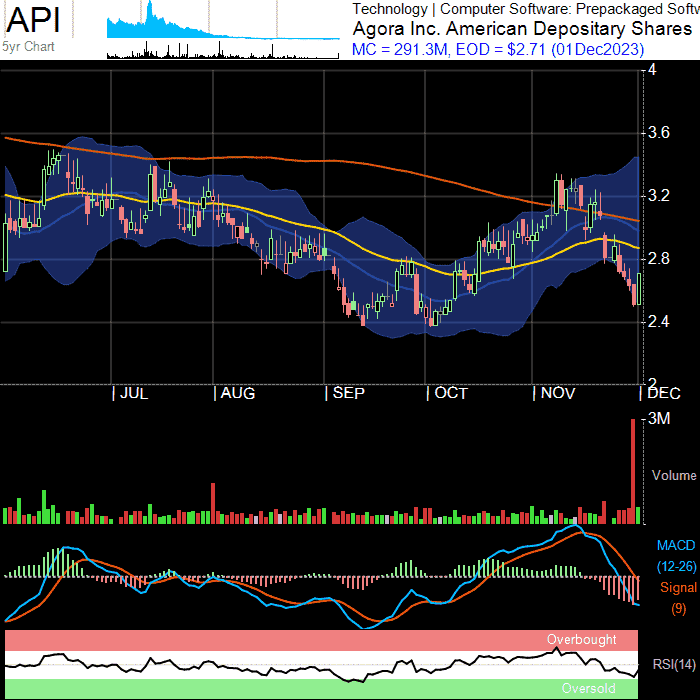 API
5yr Chart
Technology | Computer Software: Prepackaged Softw
Agora Inc. American Depositary Shares
MC = 291.3M, EOD = $2.71 (01Dec2023)
4
3.6
3.2
2.8
2.4
2
| JUL | AUG | SEP | OCT | NOV | DEC
3M
Volume
MACD
(12-26)
Signal
(9)
Overbought
RSI(14)
Oversold